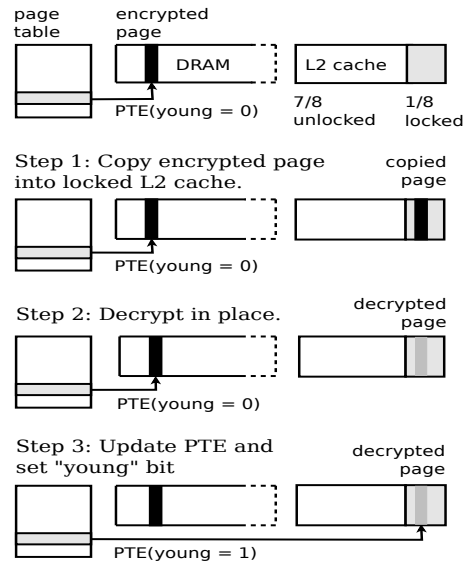 page
table
encrypted
page
DRAM
L2 cache
PTE(young = 0)
7/8
unlocked
1/8
locked
Step 1: Copy encrypted page
into locked L2 cache.
copied
page
PTE(young = 0)
Step 2: Decrypt in place.
decrypted
page
PTE(young = 0)
Step 3: Update PTE and
set "young" bit
decrypted
page
PTE(young = 1)